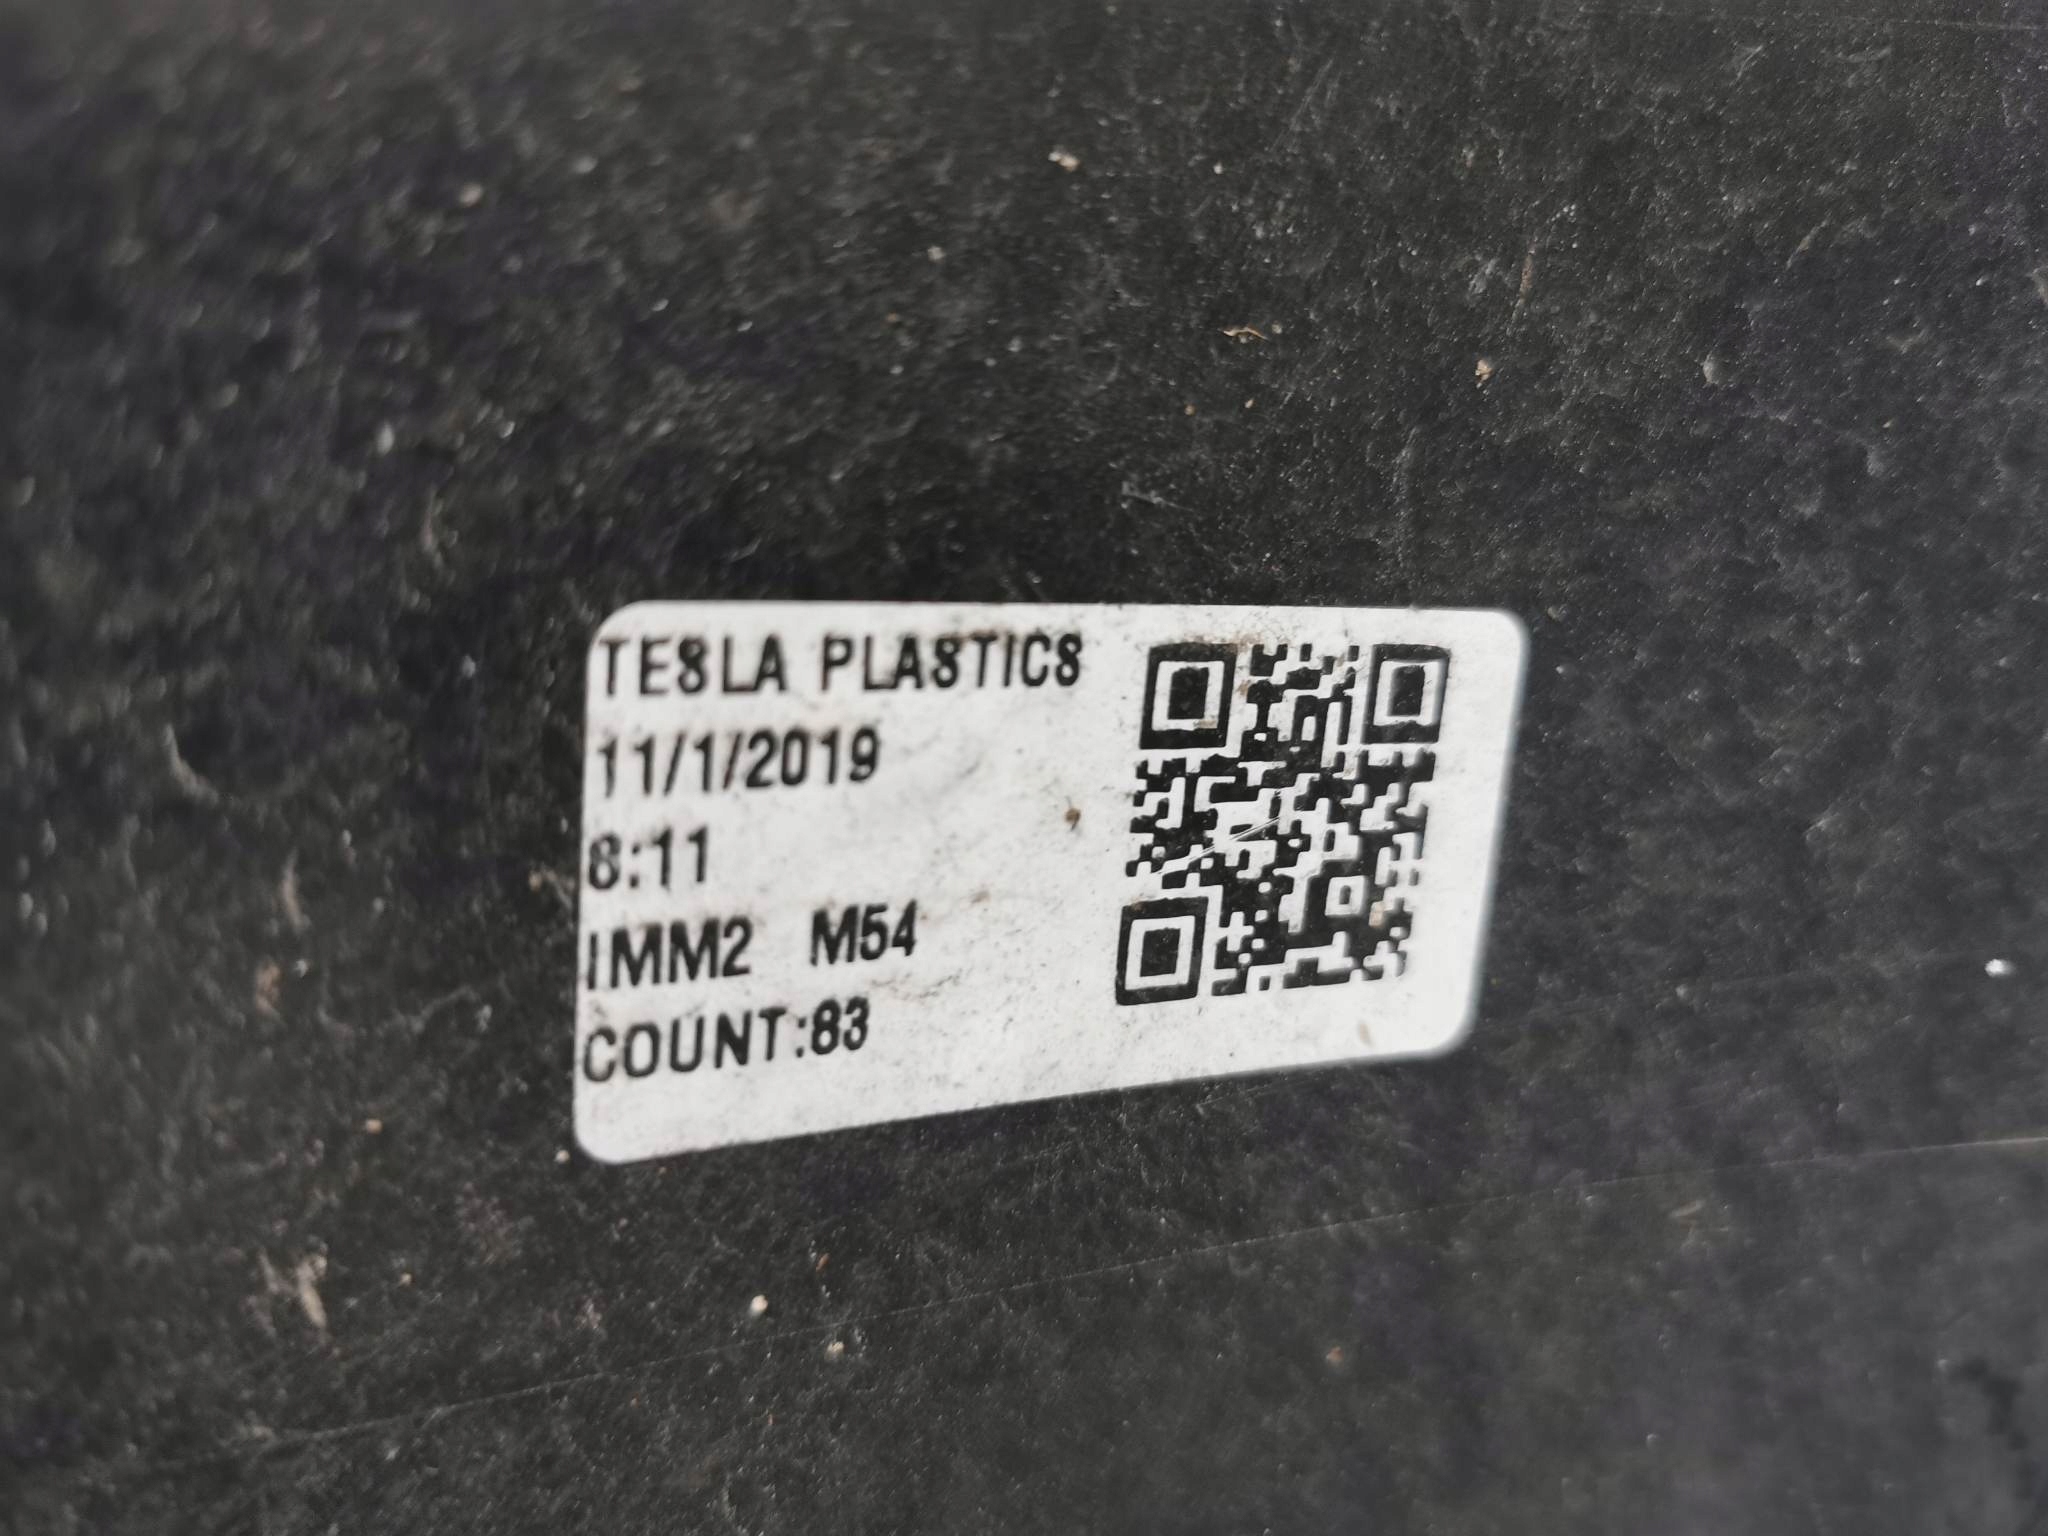 TESLA PLASTICS
11/1/2019
8:11
IMM2 M54
COUNT:83